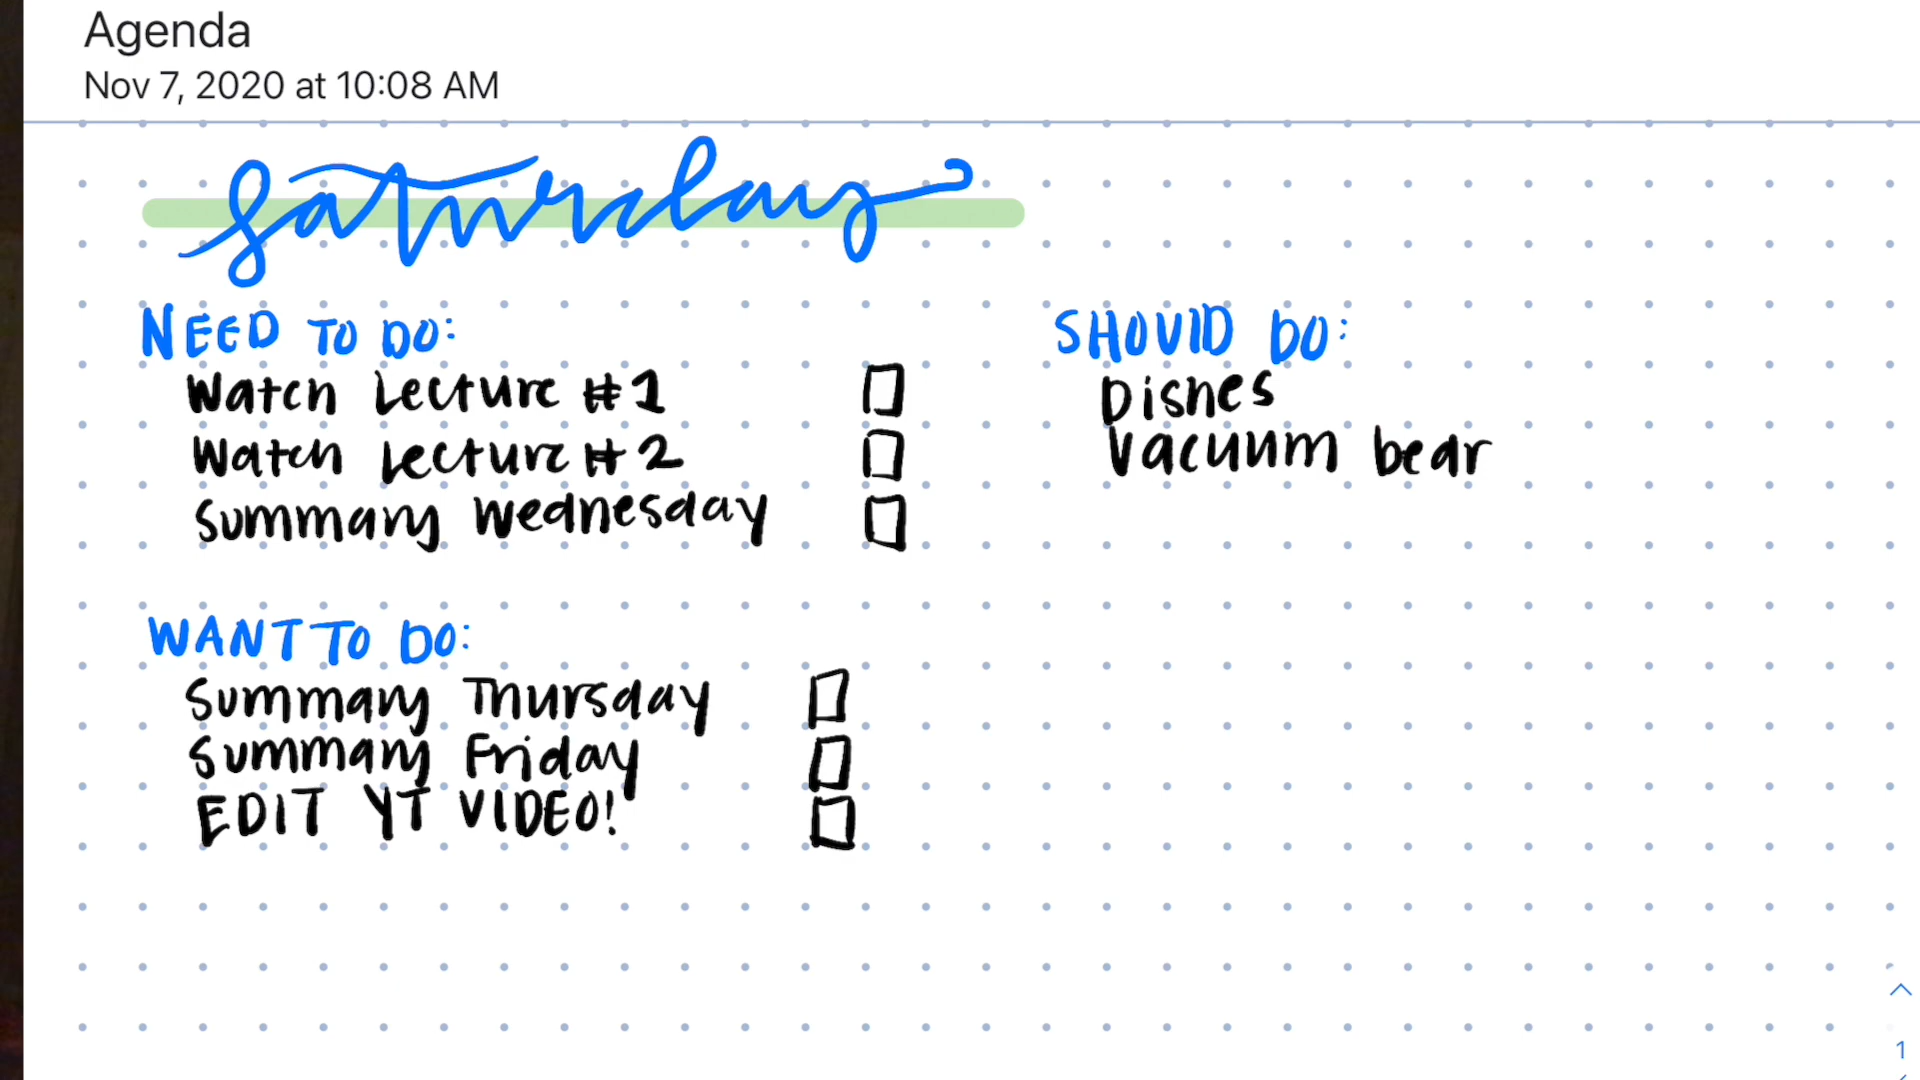 Agenda
Nov 7, 2020 at 10:08 AM
saturday
NEED TO DO:
Watch Lecture #1
Watch Lecture #2
Summary Wednesday
WANT TO DO:
Summary Thursday
Summary Friday
EDIT YT VIDEO!
SHOULD DO:
Dishes
Vacuum bear
1